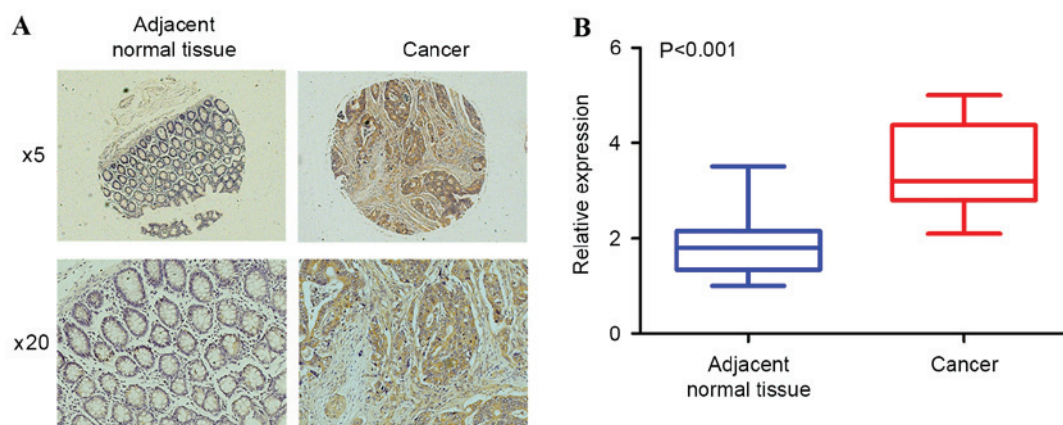 A
Adjacent
normal tissue
Cancer
x5
x20
B
P<0.001
Relative expression
6
4
2
0
Adjacent
normal tissue
Cancer